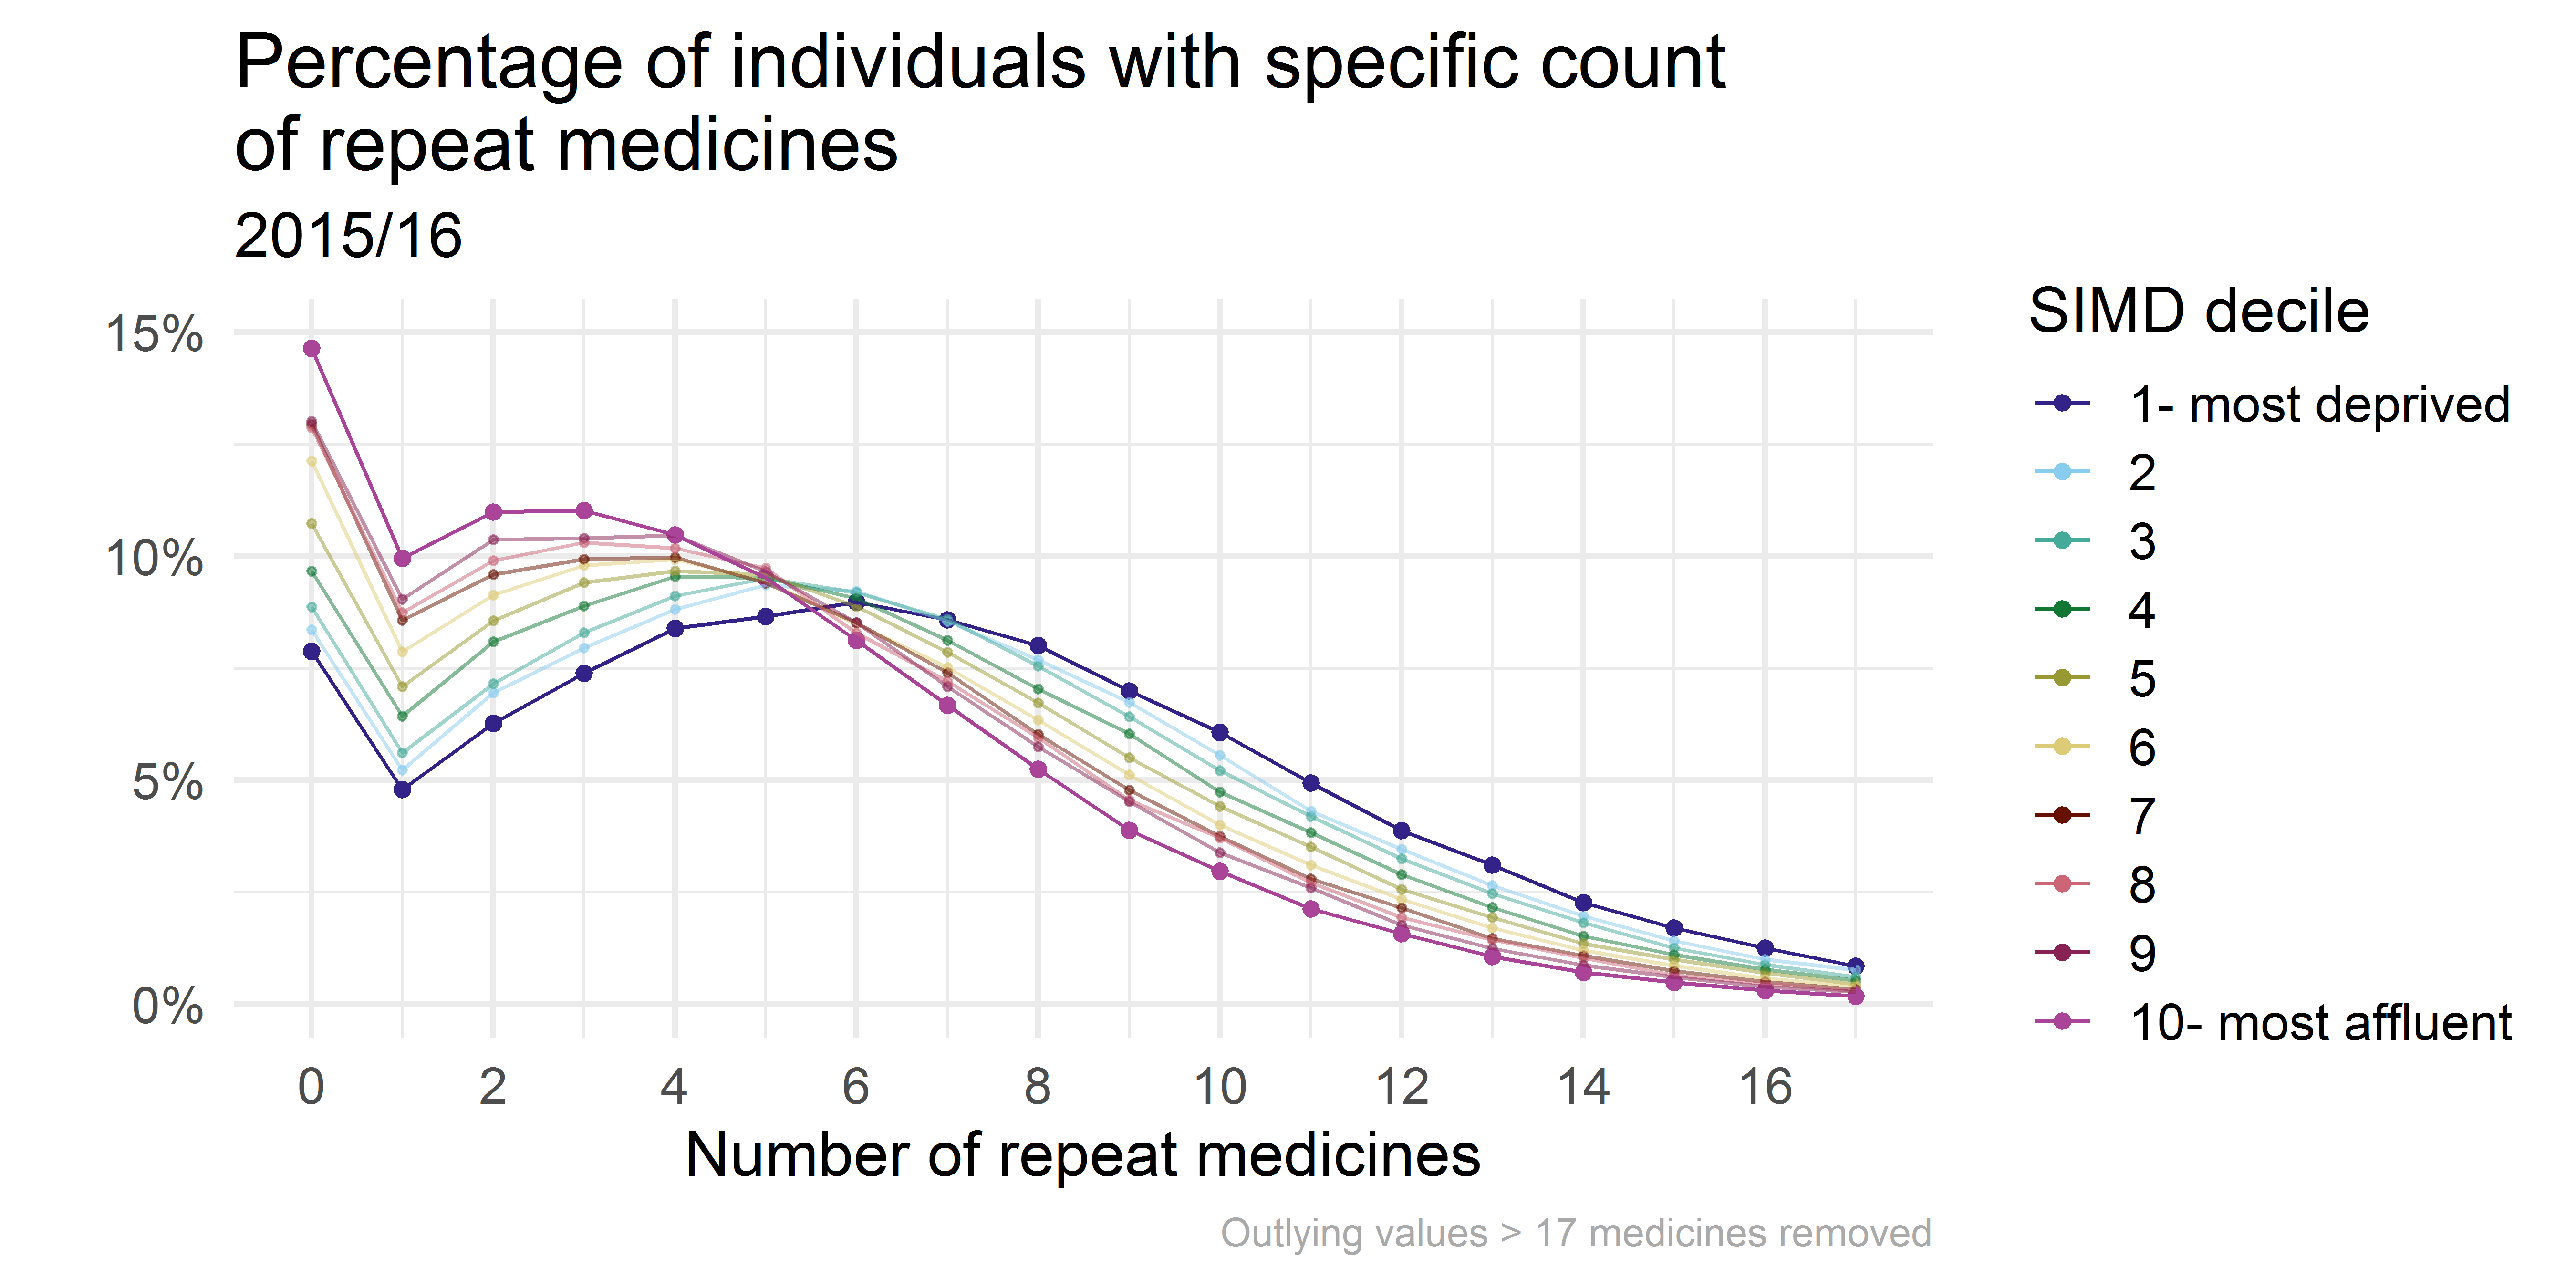 Percentage of individuals with specific count
of repeat medicines
2015/16
15%
10%
5%
0%
0 2 4 6 8 10 12 14 16
Number of repeat medicines
SIMD decile
1- most deprived
2
3
4
5
6
7
8
9
10- most affluent
Outlying values > 17 medicines removed